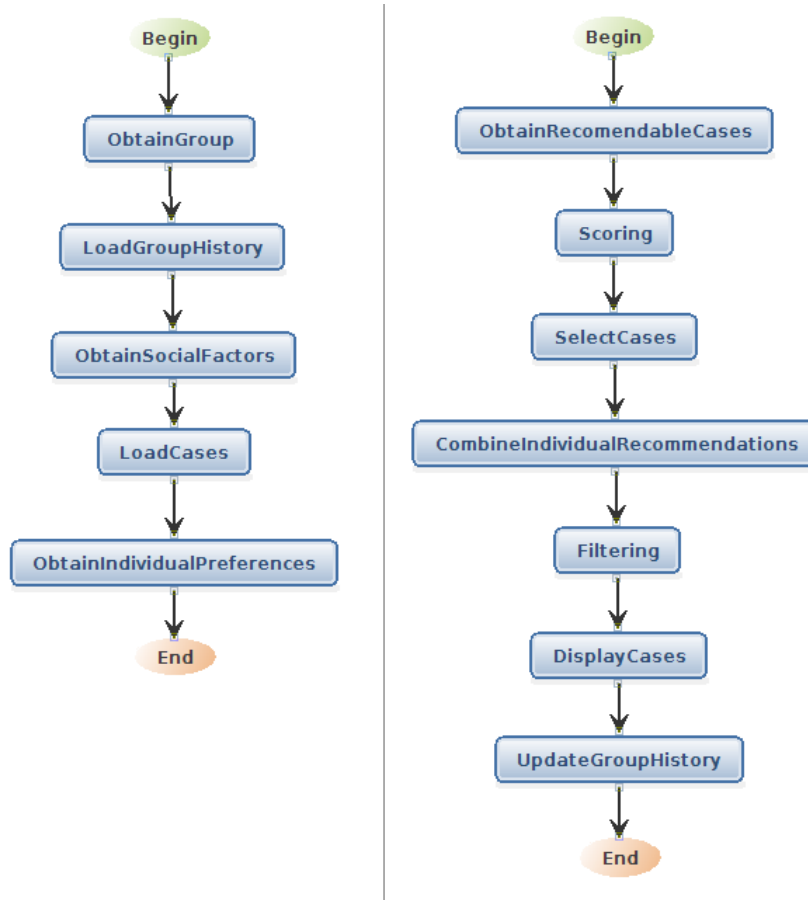 Begin
ObtainGroup
LoadGroupHistory
ObtainSocialFactors
LoadCases
ObtainIndividualPreferences
End
Begin
ObtainRecomendableCases
Scoring
SelectCases
CombineIndividualRecommendations
Filtering
DisplayCases
UpdateGroupHistory
End